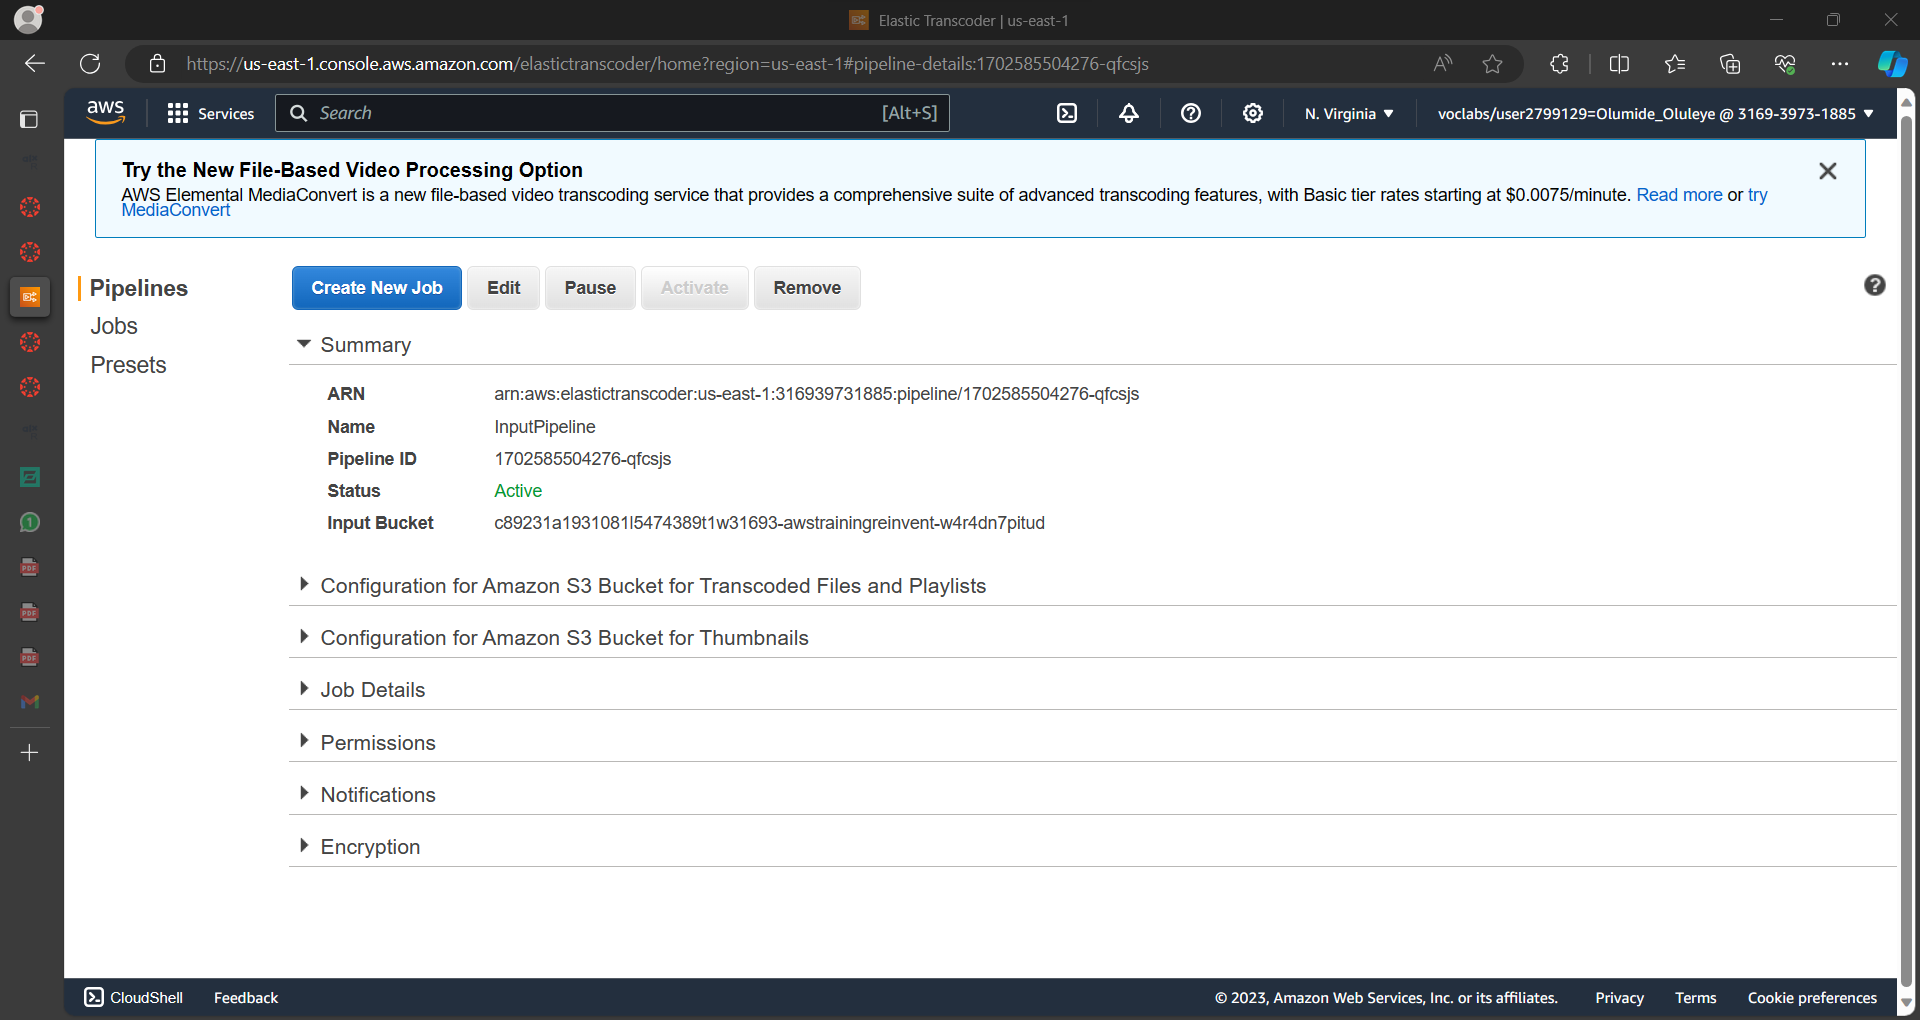 Elastic Transcoder | us-east-1
https://us-east-1.console.aws.amazon.com/elastictranscoder/home?region=us-east-1#pipeline-details:1702585504276-qfcsjs
aws
Services
Search
[Alt+S]
N. Virginia
voclabs/user2799129=Olumide_Oluleye @ 3169-3973-1885
Try the New File-Based Video Processing Option
AWS Elemental MediaConvert is a new file-based video transcoding service that provides a comprehensive suite of advanced transcoding features, with Basic tier rates starting at $0.0075/minute. Read more or try
MediaConvert
Pipelines
Jobs
Presets
Create New Job
Edit
Pause
Activate
Remove
Summary
ARN arn:aws:elastictranscoder:us-east-1:316939731885:pipeline/1702585504276-qfcsjs
Name InputPipeline
Pipeline ID 1702585504276-qfcsjs
Status Active
Input Bucket c89231a1931081l5474389t1w31693-awstrainingreinvent-w4r4dn7pitud
Configuration for Amazon S3 Bucket for Transcoded Files and Playlists
Configuration for Amazon S3 Bucket for Thumbnails
Job Details
Permissions
Notifications
Encryption
CloudShell
Feedback
© 2023, Amazon Web Services, Inc. or its affiliates.
Privacy
Terms
Cookie preferences